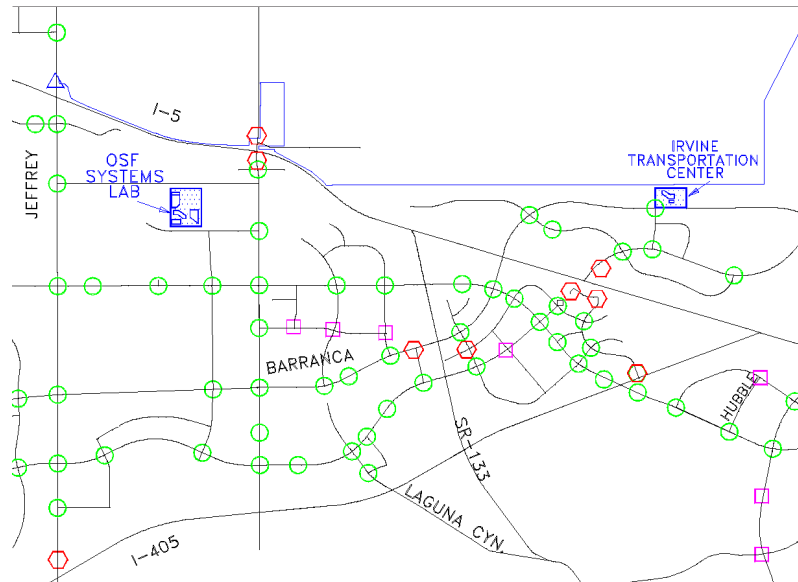 I-5
IRVINE
TRANSPORTATION
CENTER
OSF
SYSTEMS
LAB
JEFFREY
BARRANCA
HUBBLE
SR-133
LAGUNA CYN.
I-405